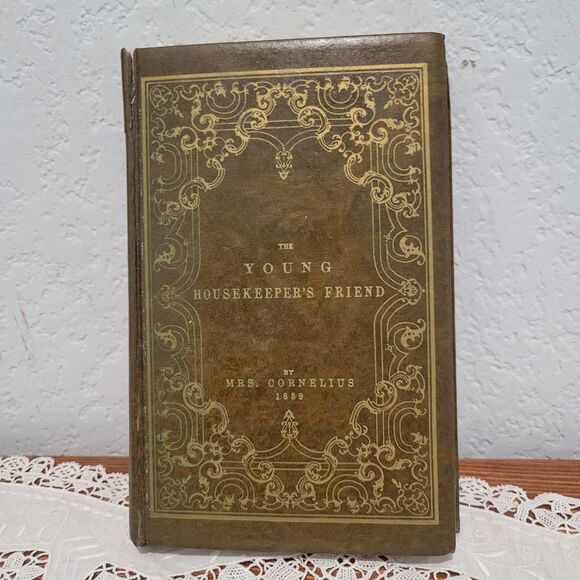 THE
YOUNG
HOUSEKEEPER'S FRIEND
BY
MRS. CORNELIUS
1859